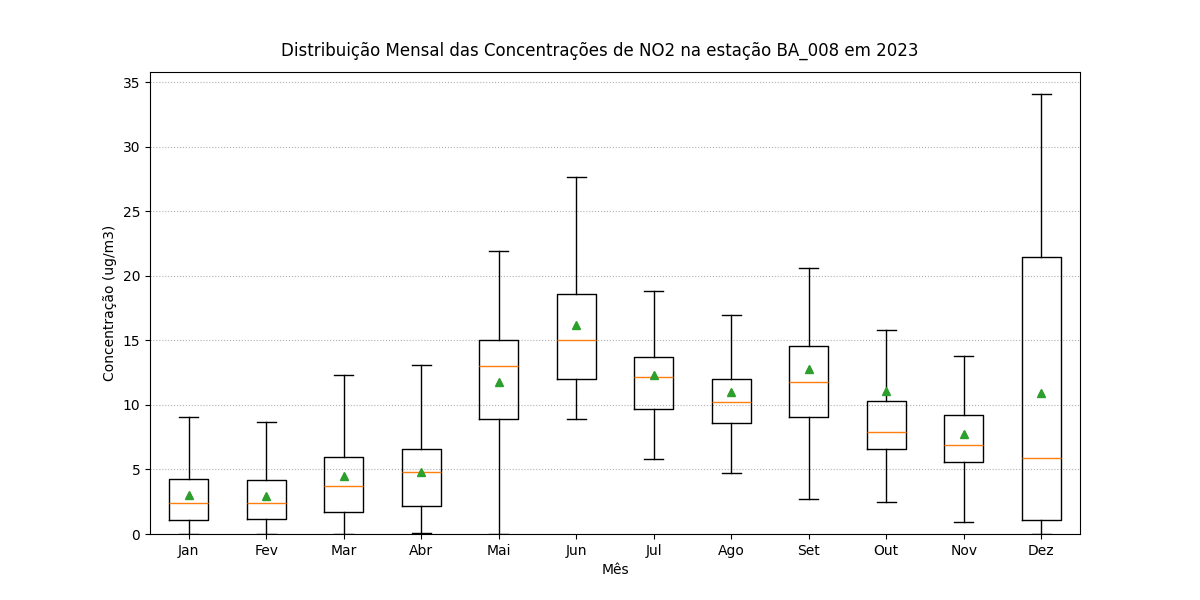 Distribuição Mensal das Concentrações de NO2 na estação BA_008 em 2023
Concentração (ug/m3)
35
30
25
20
15
10
5
0
Jan Fev Mar Abr Mai Jun Jul Ago Set Out Nov Dez
Mês